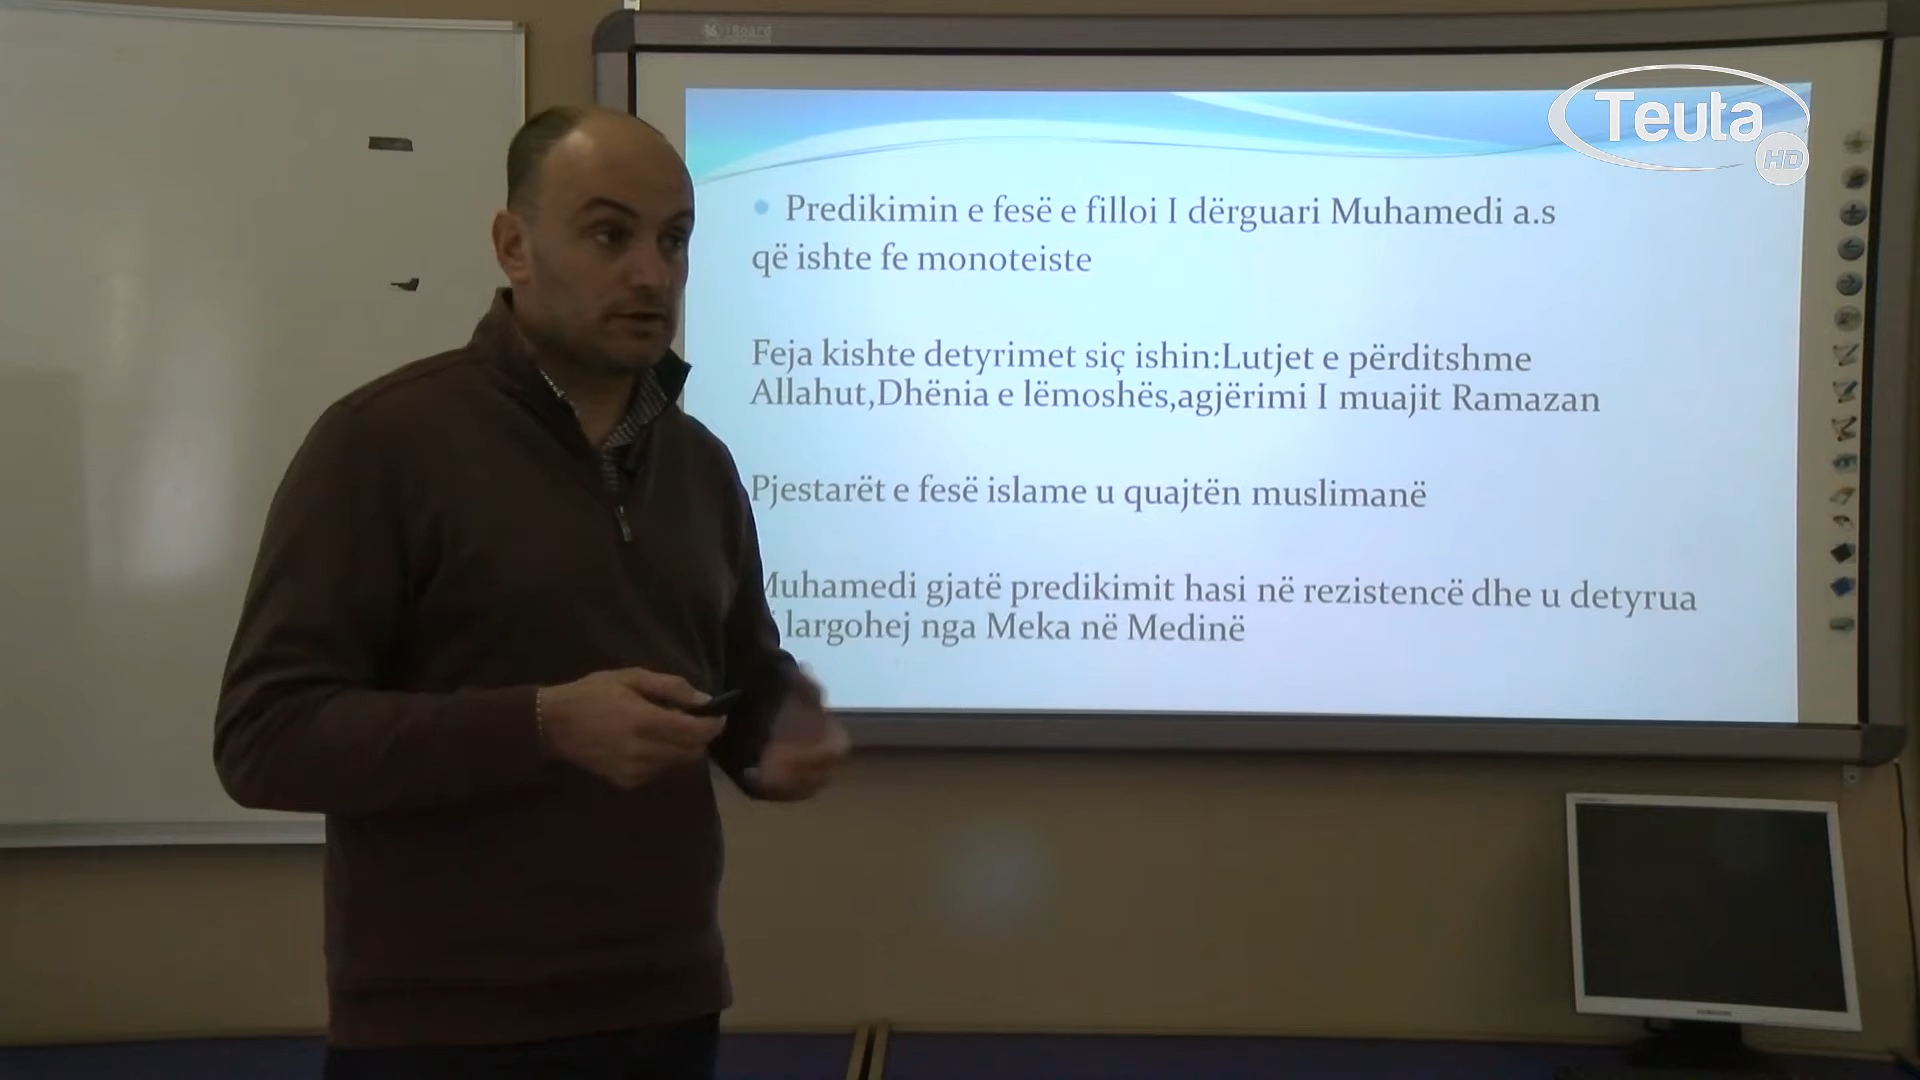 iBoard
Teuta
HD
Predikimin e fesë e filloi I dërguari Muhamedi a.s
që ishte fe monoteiste
Feja kishte detyrimet siç ishin:Lutjet e përditshme
Allahut,Dhënia e lëmoshës,agjërimi I muajit Ramazan
Pjestarët e fesë islame u quajtën muslimanë
Muhamedi gjatë predikimit hasi në rezistencë dhe u detyrua
largohej nga Meka në Medinë